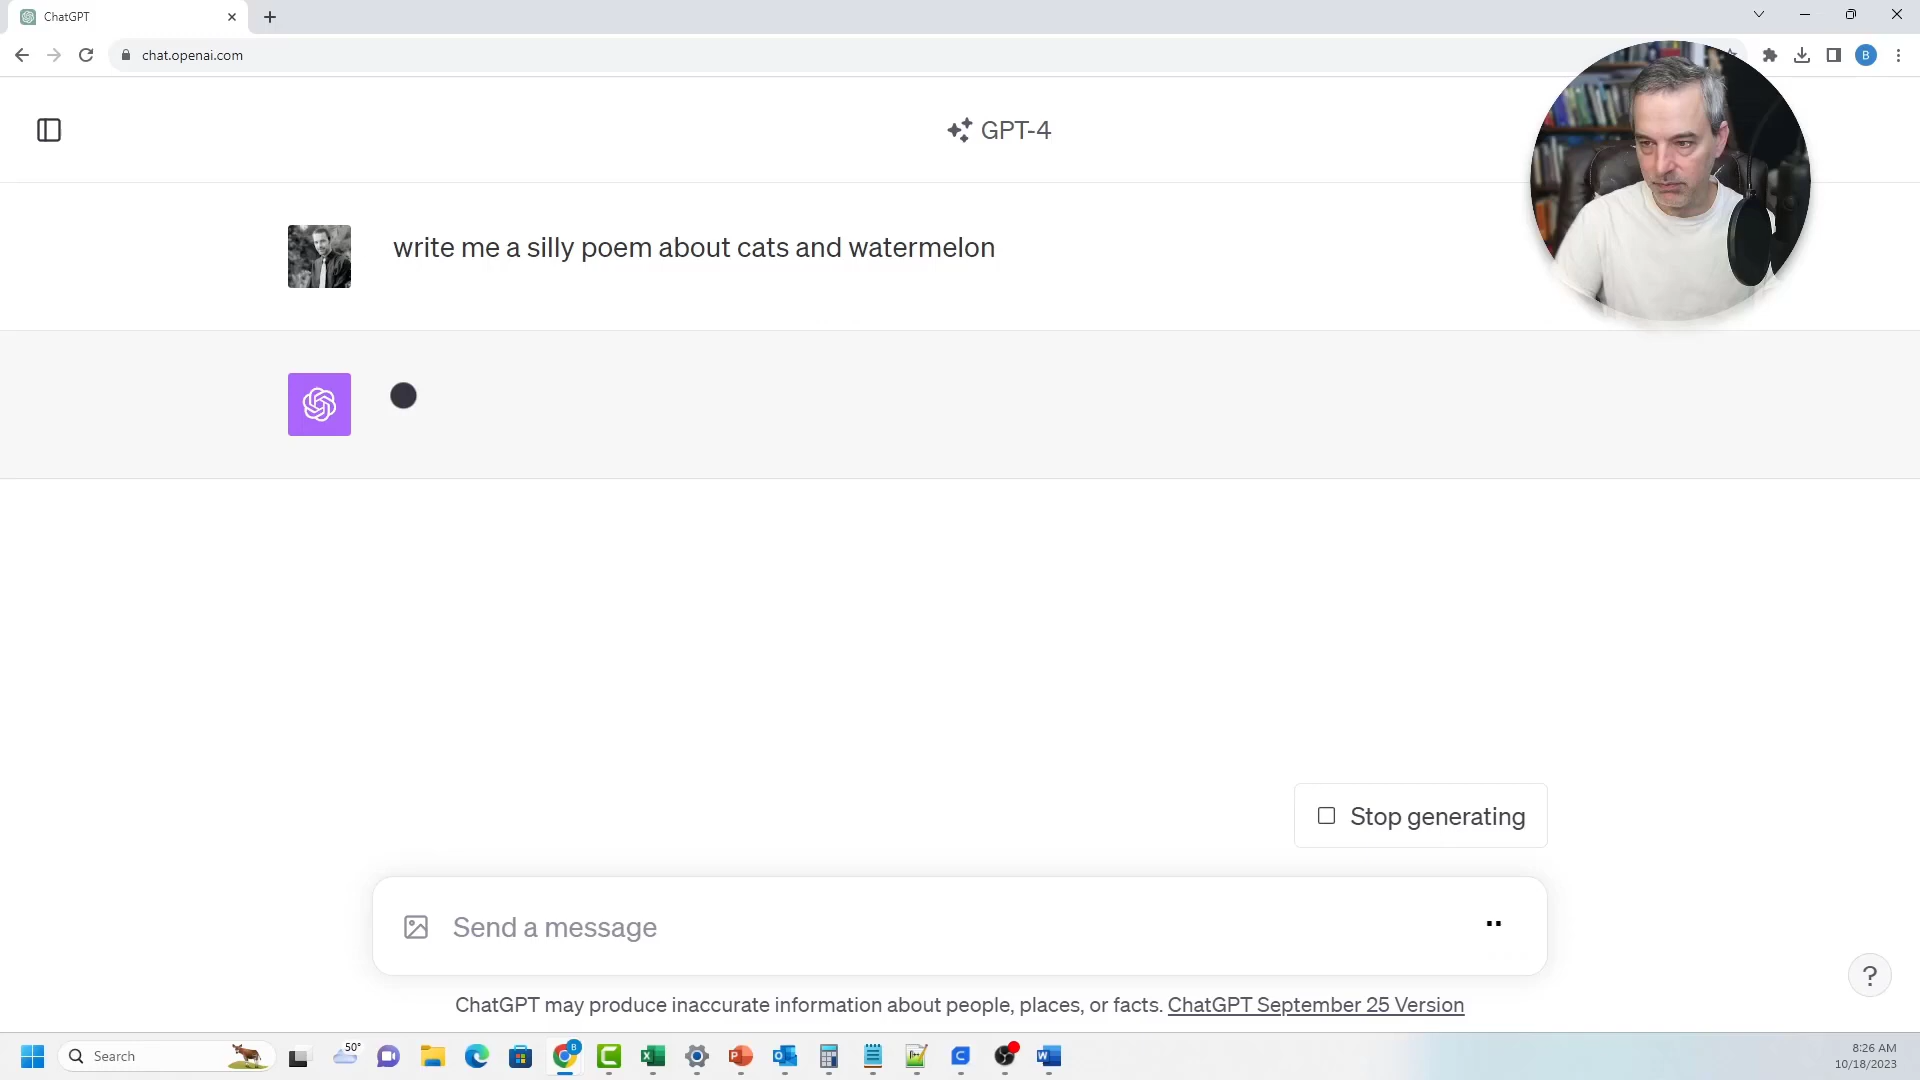 ChatGPT
chat.openai.com
B
GPT-4
write me a silly poem about cats and watermelon
Stop generating
Send a message
?
ChatGPT may produce inaccurate information about people, places, or facts. ChatGPT September 25 Version
Search
50°
B
8:26 AM
10/18/2023